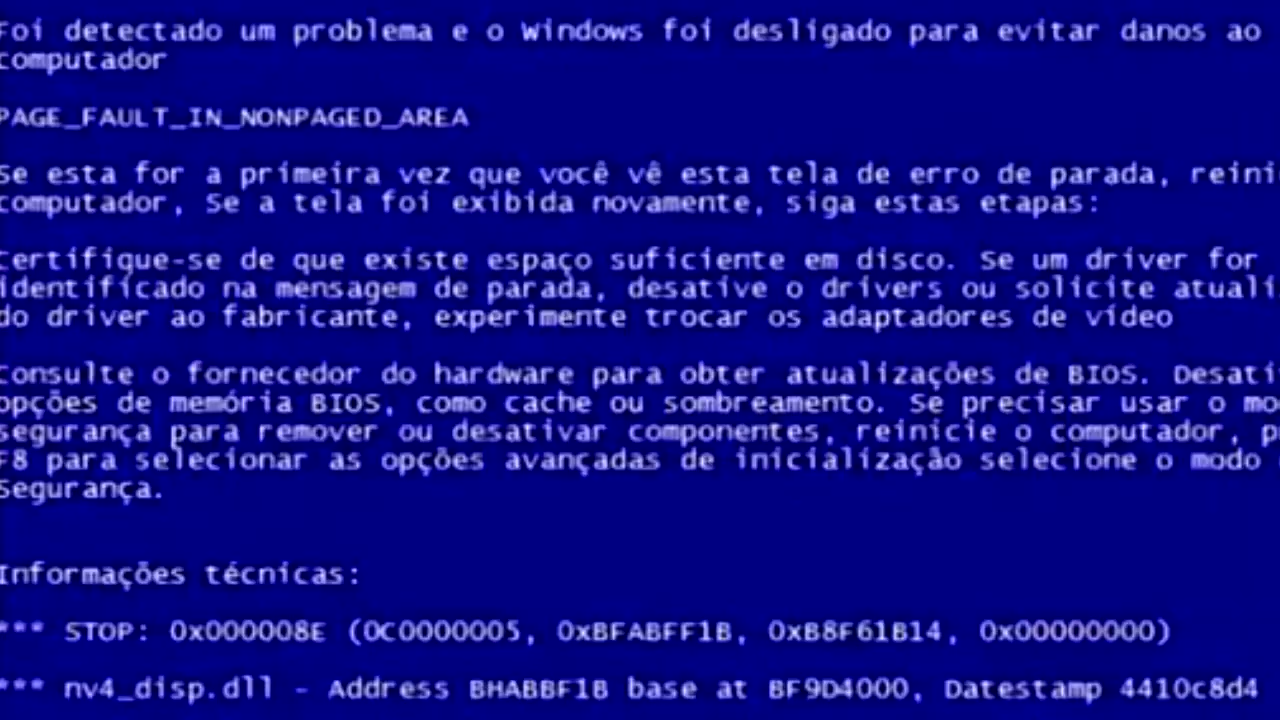 Foi detectado um problema e o Windows foi desligado para evitar danos ao
computador
PAGE_FAULT_IN_NONPAGED_AREA
Se esta for a primeira vez que você vê esta tela de erro de parada, reini
computador, Se a tela foi exibida novamente, siga estas etapas:
Certifique-se de que existe espaço suficiente em disco. Se um driver for
identificado na mensagem de parada, desative o drivers ou solicite atuali
do driver ao fabricante, experimente trocar os adaptadores de vídeo
Consulte o fornecedor do hardware para obter atualizações de BIOS. Desati
opções de memória BIOS, como cache ou sombreamento. Se precisar usar o mo
segurança para remover ou desativar componentes, reinicie o computador, p
F8 para selecionar as opções avançadas de inicialização selecione o modo
Segurança.
Informações técnicas:
*** STOP: 0x000008E (0C0000005, 0xBFABFF1B, 0xB8F61B14, 0x00000000)
*** nv4_disp.dll - Address BHABBF1B base at BF9D4000, Datestamp 4410c8d4